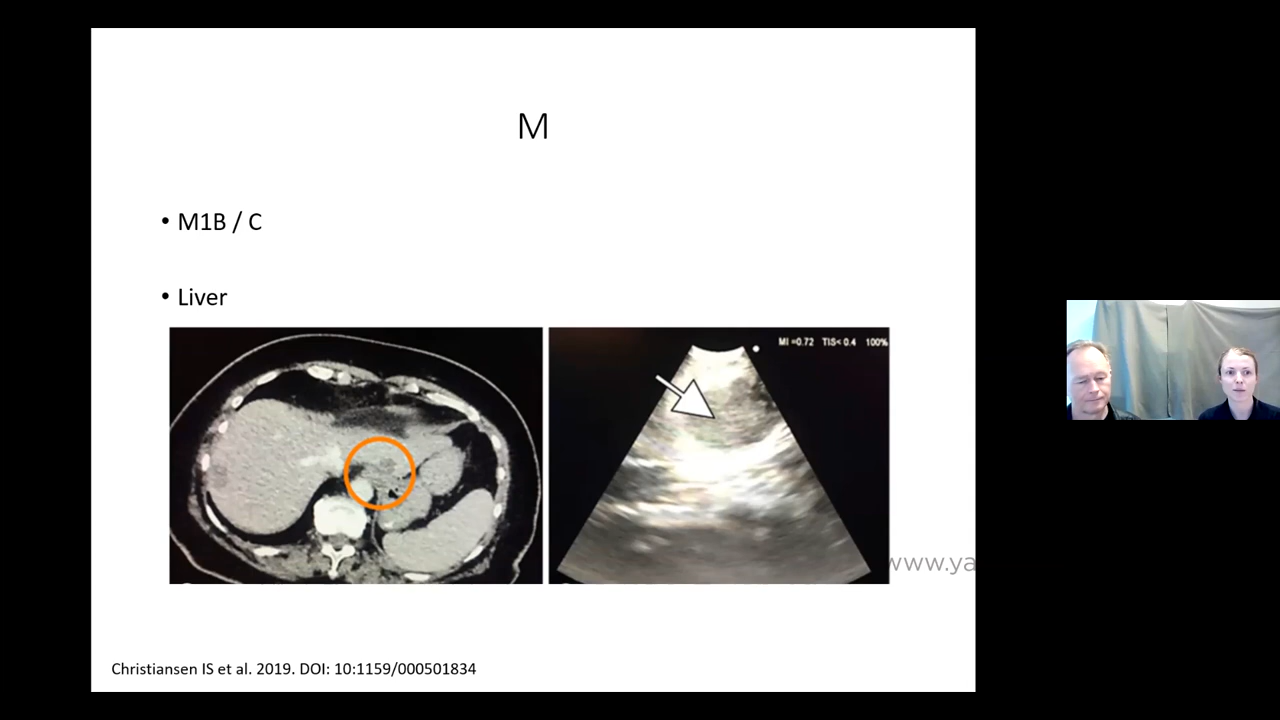 M
• M1B / C
• Liver
MI =0.72 TIS< 0.4 100%
www.ya
Christiansen IS et al. 2019. DOI: 10:1159/000501834